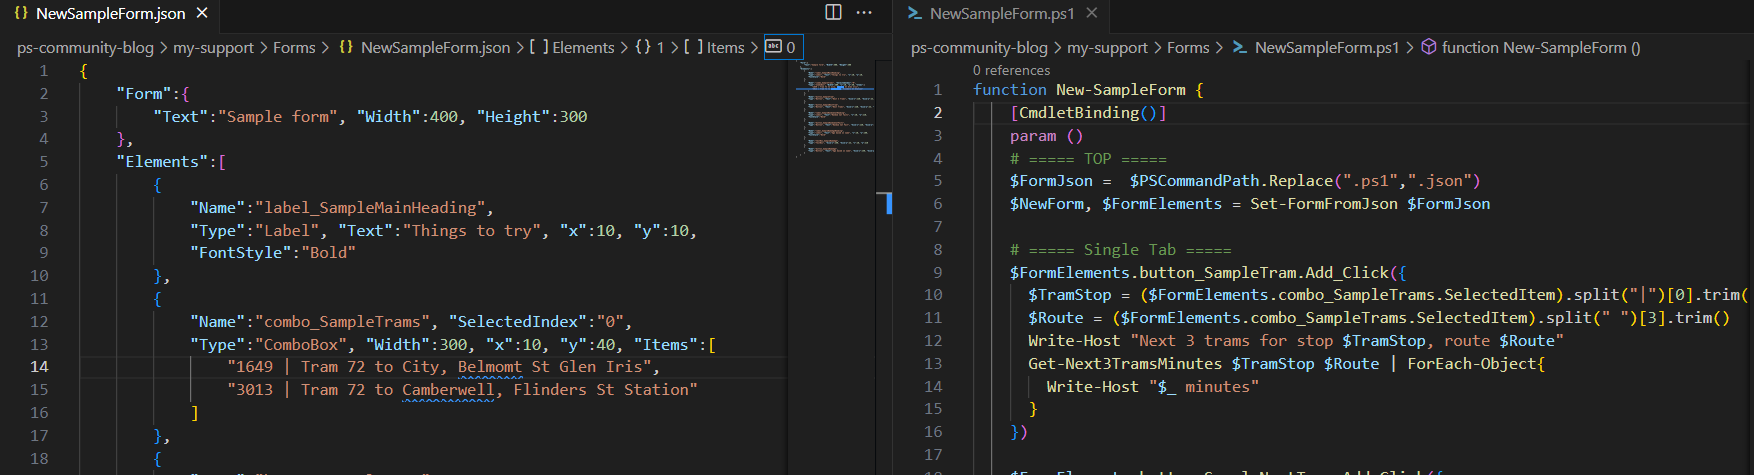 NewSampleForm.json
ps-community-blog > my-support > Forms > {} NewSampleForm.json > [ ] Elements > {} 1 > [ ] Items > abc 0
1 {
2 "Form":{
3 "Text":"Sample form", "Width":400, "Height":300
4 },
5 "Elements":[
6 {
7 "Name":"label_SampleMainHeading",
8 "Type":"Label", "Text":"Things to try", "x":10, "y":10,
9 "FontStyle":"Bold"
10 },
11 {
12 "Name":"combo_SampleTrams", "SelectedIndex":"0",
13 "Type":"ComboBox", "Width":300, "x":10, "y":40, "Items":[
14 "1649 | Tram 72 to City, Belmomt St Glen Iris",
15 "3013 | Tram 72 to Camberwell, Flinders St Station"
16 ]
17 },
18 {
NewSampleForm.ps1
ps-community-blog > my-support > Forms > NewSampleForm.ps1 > function New-SampleForm ()
0 references
1 function New-SampleForm {
2 [CmdletBinding()]
3 param ()
4 # ===== TOP =====
5 $FormJson =  $PSCommandPath.Replace(".ps1",".json")
6 $NewForm, $FormElements = Set-FormFromJson $FormJson
7
8 # ===== Single Tab =====
9 $FormElements.button_SampleTram.Add_Click({
10 $TramStop = ($FormElements.combo_SampleTrams.SelectedItem).split("|")[0].trim(
11 $Route = ($FormElements.combo_SampleTrams.SelectedItem).split(" ")[3].trim()
12 Write-Host "Next 3 trams for stop $TramStop, route $Route"
13 Get-Next3TramsMinutes $TramStop $Route | ForEach-Object{
14 Write-Host "$_ minutes"
15 }
16 })
17